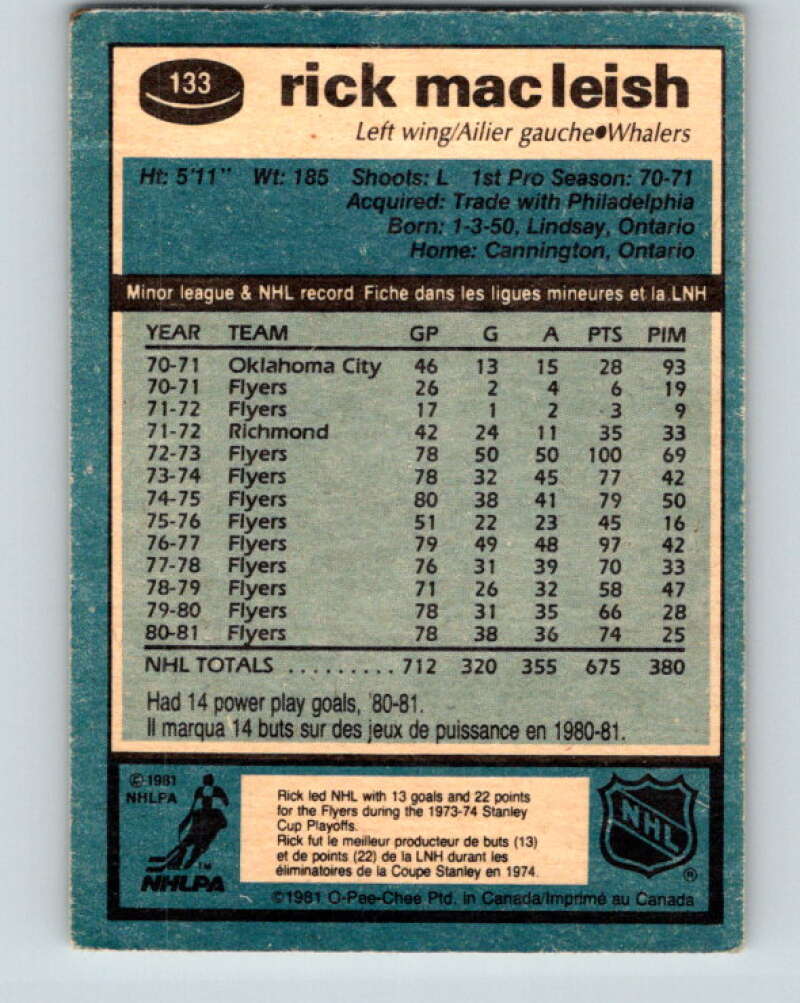 133
rick macleish
Left wing/Ailier gauche●Whalers
Ht: 5'11" Wt: 185 Shoots: L 1st Pro Season: 70-71
Acquired: Trade with Philadelphia
Born: 1-3-50, Lindsay, Ontario
Home: Cannington, Ontario
Minor league & NHL record Fiche dans les ligues mineures et la LNH
YEAR TEAM GP G A PTS PIM
70-71 Oklahoma City 46 13 15 28 93
70-71 Flyers 26 2 4 6 19
71-72 Flyers 17 1 2 3 9
71-72 Richmond 42 24 11 35 33
72-73 Flyers 78 50 50 100 69
73-74 Flyers 78 32 45 77 42
74-75 Flyers 80 38 41 79 50
75-76 Flyers 51 22 23 45 16
76-77 Flyers 79 49 48 97 42
77-78 Flyers 76 31 39 70 33
78-79 Flyers 71 26 32 58 47
79-80 Flyers 78 31 35 66 28
80-81 Flyers 78 38 36 74 25
NHL TOTALS ......... 712 320 355 675 380
Had 14 power play goals, '80-81.
Il marqua 14 buts sur des jeux de puissance en 1980-81.
© 1981
NHLPA
TM
NHLPA
Rick led NHL with 13 goals and 22 points
for the Flyers during the 1973-74 Stanley
Cup Playoffs.
Rick fut le meilleur producteur de buts (13)
et de points (22) de la LNH durant les
éliminatoires de la Coupe Stanley en 1974.
NHL
®
©1981 O-Pee-Chee Ptd. in Canada/Imprimé au Canada